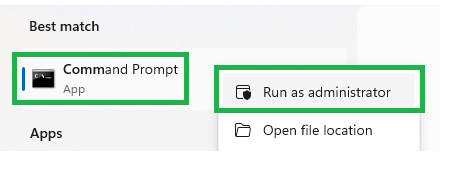 Best match
Command Prompt
App
Run as administrator
Apps
Open file location